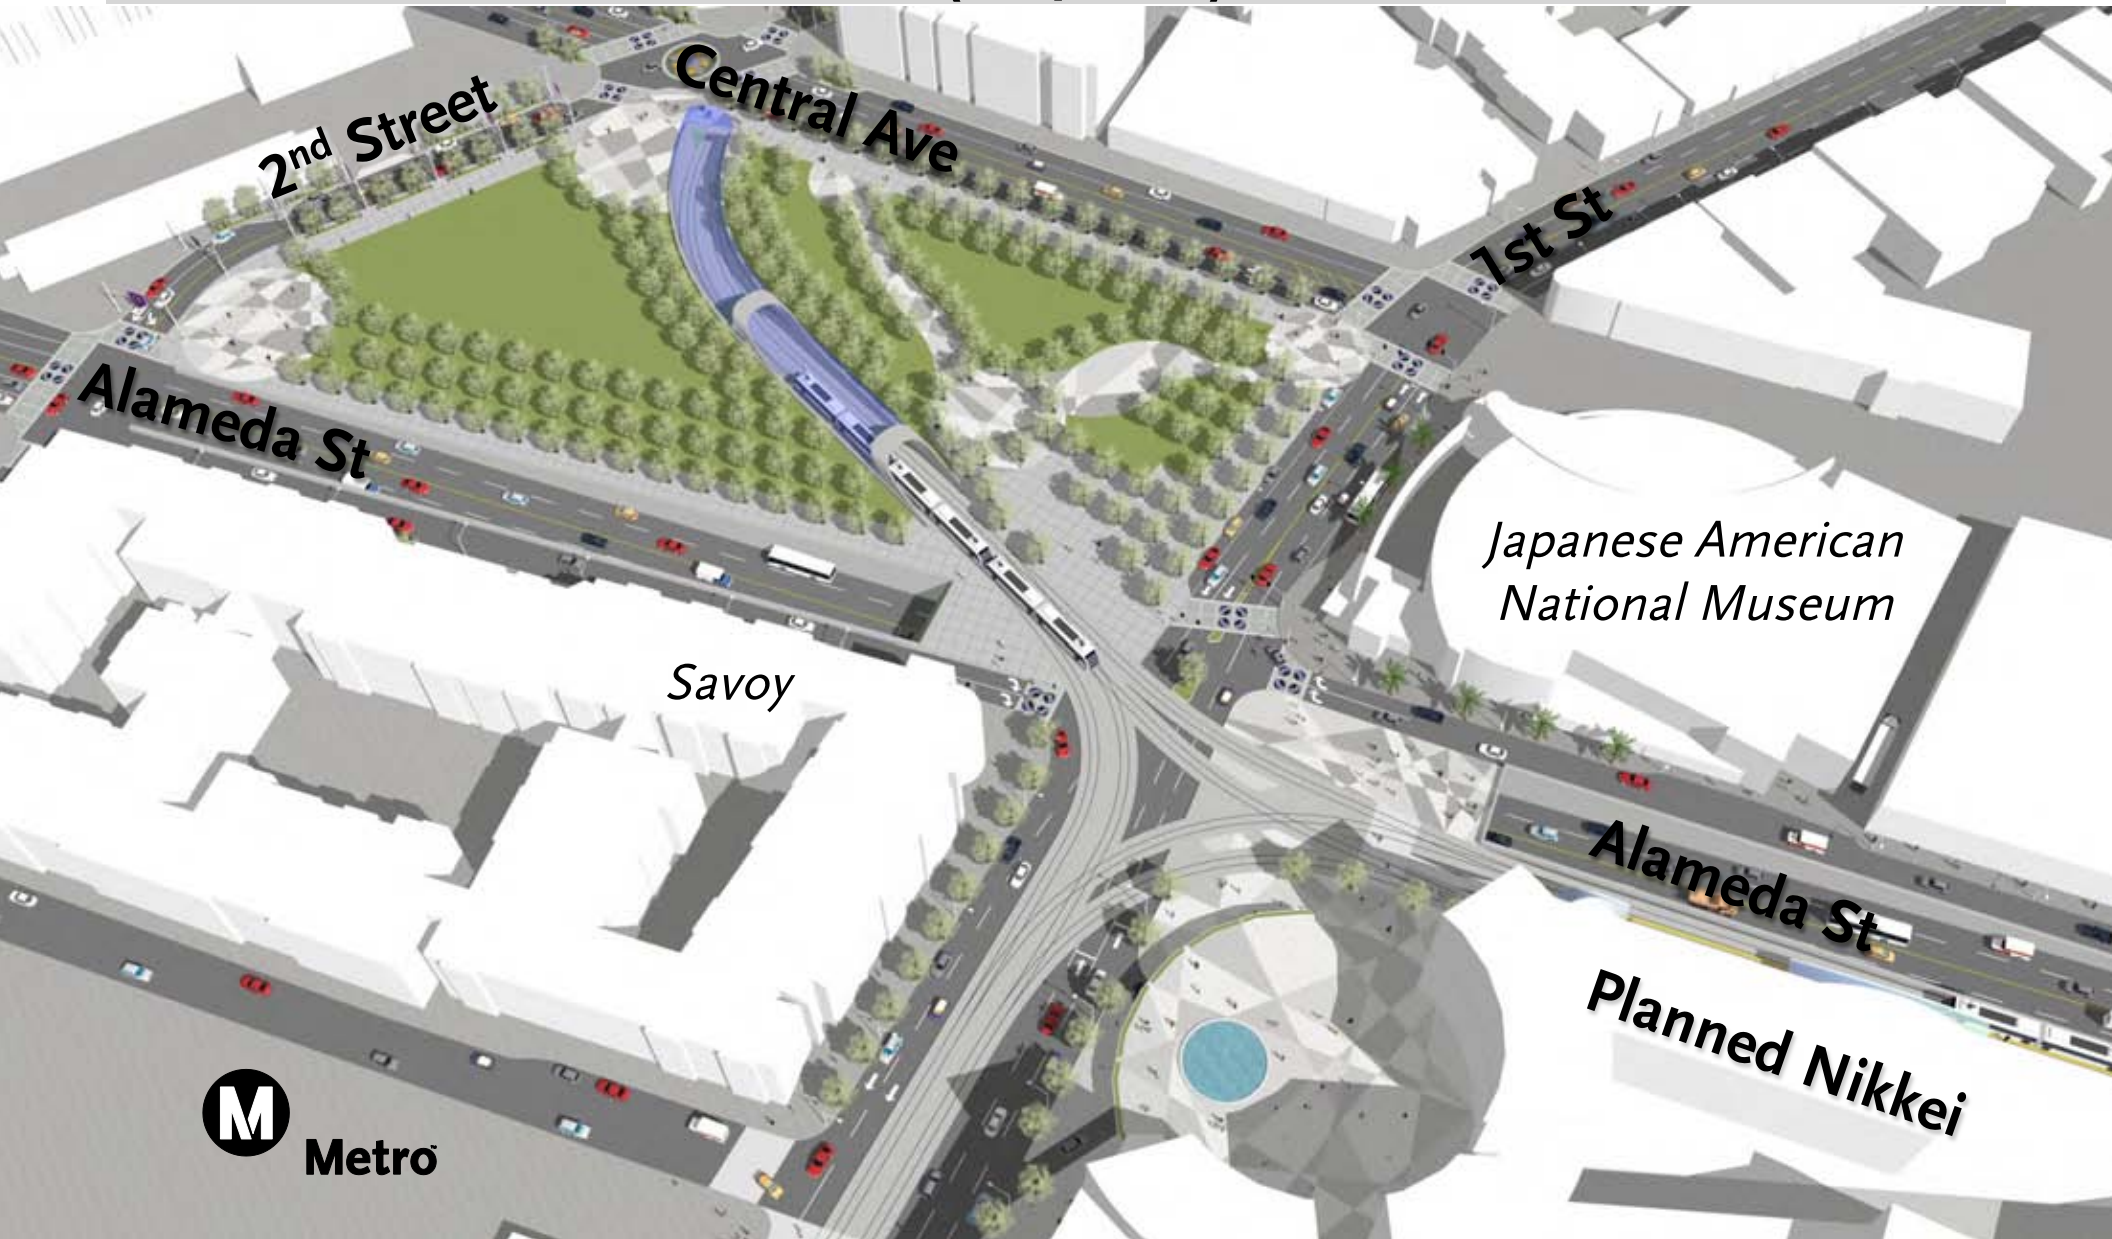 Central Ave
2nd Street
1st St
Alameda St
Japanese American
National Museum
Savoy
Alameda St
Planned Nikkei
M
Metro